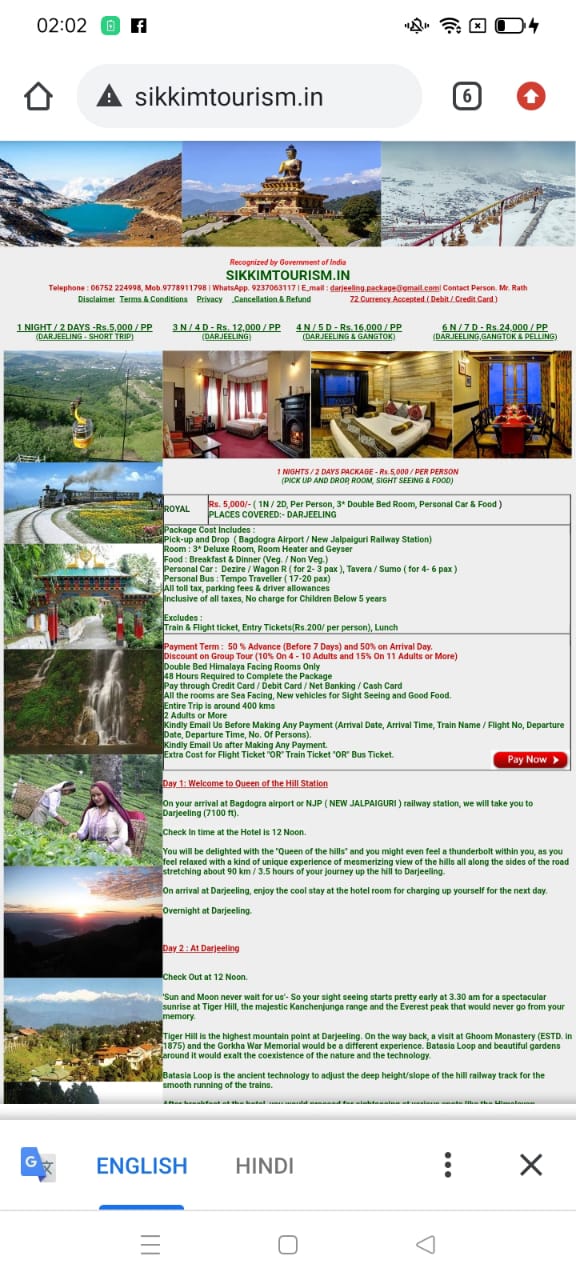 02:02
sikkimtourism.in
6
Recognized by Government of India
SIKKIMTOURISM.IN
Telephone : 06752 224998, Mob.9778911798 | WhatsApp. 9237063117 | E_mail : darjeeling.package@gmail.com| Contact Person. Mr. Rath
Disclaimer Terms & Conditions Privacy Cancellation & Refund 72 Currency Accepted ( Debit / Credit Card )
1 NIGHT / 2 DAYS -Rs.5,000 / PP 3 N / 4 D - Rs. 12,000 / PP 4 N / 5 D - Rs.16,000 / PP 6 N / 7 D - Rs.24,000 / PP
(DARJEELING - SHORT TRIP) (DARJEELING) (DARJEELING & GANGTOK) (DARJEELING,GANGTOK & PELLING)
1 NIGHTS / 2 DAYS PACKAGE - Rs.5,000 / PER PERSON
(PICK UP AND DROP, ROOM, SIGHT SEEING & FOOD)
ROYAL Rs. 5,000/- ( 1N / 2D, Per Person, 3* Double Bed Room, Personal Car & Food )
PLACES COVERED:- DARJEELING
Package Cost Includes :
Pick-up and Drop ( Bagdogra Airport / New Jalpaiguri Railway Station)
Room : 3* Deluxe Room, Room Heater and Geyser
Food : Breakfast & Dinner (Veg. / Non Veg.)
Personal Car : Dezire / Wagon R ( for 2- 3 pax ), Tavera / Sumo ( for 4- 6 pax )
Personal Bus : Tempo Traveller ( 17-20 pax)
All toll tax, parking fees & driver allowances
Inclusive of all taxes, No charge for Children Below 5 years
Excludes :
Train & Flight ticket, Entry Tickets(Rs.200/ per person), Lunch
Payment Term : 50 % Advance (Before 7 Days) and 50% on Arrival Day.
Discount on Group Tour (10% On 4 - 10 Adults and 15% On 11 Adults or More)
Double Bed Himalaya Facing Rooms Only
48 Hours Required to Complete the Package
Pay through Credit Card / Debit Card / Net Banking / Cash Card
All the rooms are Sea Facing, New vehicles for Sight Seeing and Good Food.
Entire Trip is around 400 kms
2 Adults or More
Kindly Email Us Before Making Any Payment (Arrival Date, Arrival Time, Train Name / Flight No, Departure
Date, Departure Time, No. Of Persons).
Kindly Email Us after Making Any Payment.
Extra Cost for Flight Ticket "OR" Train Ticket "OR" Bus Ticket.
Pay Now
Day 1: Welcome to Queen of the Hill Station
On your arrival at Bagdogra airport or NJP ( NEW JALPAIGURI ) railway station, we will take you to
Darjeeling (7100 ft).
Check In time at the Hotel is 12 Noon.
You will be delighted with the "Queen of the hills" and you might even feel a thunderbolt within you, as you
feel relaxed with a kind of unique experience of mesmerizing view of the hills all along the sides of the road
stretching about 90 km / 3.5 hours of your journey up the hill to Darjeeling.
On arrival at Darjeeling, enjoy the cool stay at the hotel room for charging up yourself for the next day.
Overnight at Darjeeling.
Day 2 : At Darjeeling
Check Out at 12 Noon.
'Sun and Moon never wait for us'- So your sight seeing starts pretty early at 3.30 am for a spectacular
sunrise at Tiger Hill, the majestic Kanchenjunga range and the Everest peak that would never go from your
memory.
Tiger Hill is the highest mountain point at Darjeeling. On the way back, a visit at Ghoom Monastery (ESTD. in
1875) and the Gorkha War Memorial would be a different experience. Batasia Loop and beautiful gardens
around it would exalt the coexistence of the nature and the technology.
Batasia Loop is the ancient technology to adjust the deep height/slope of the hill railway track for the
smooth running of the trains.
ENGLISH HINDI